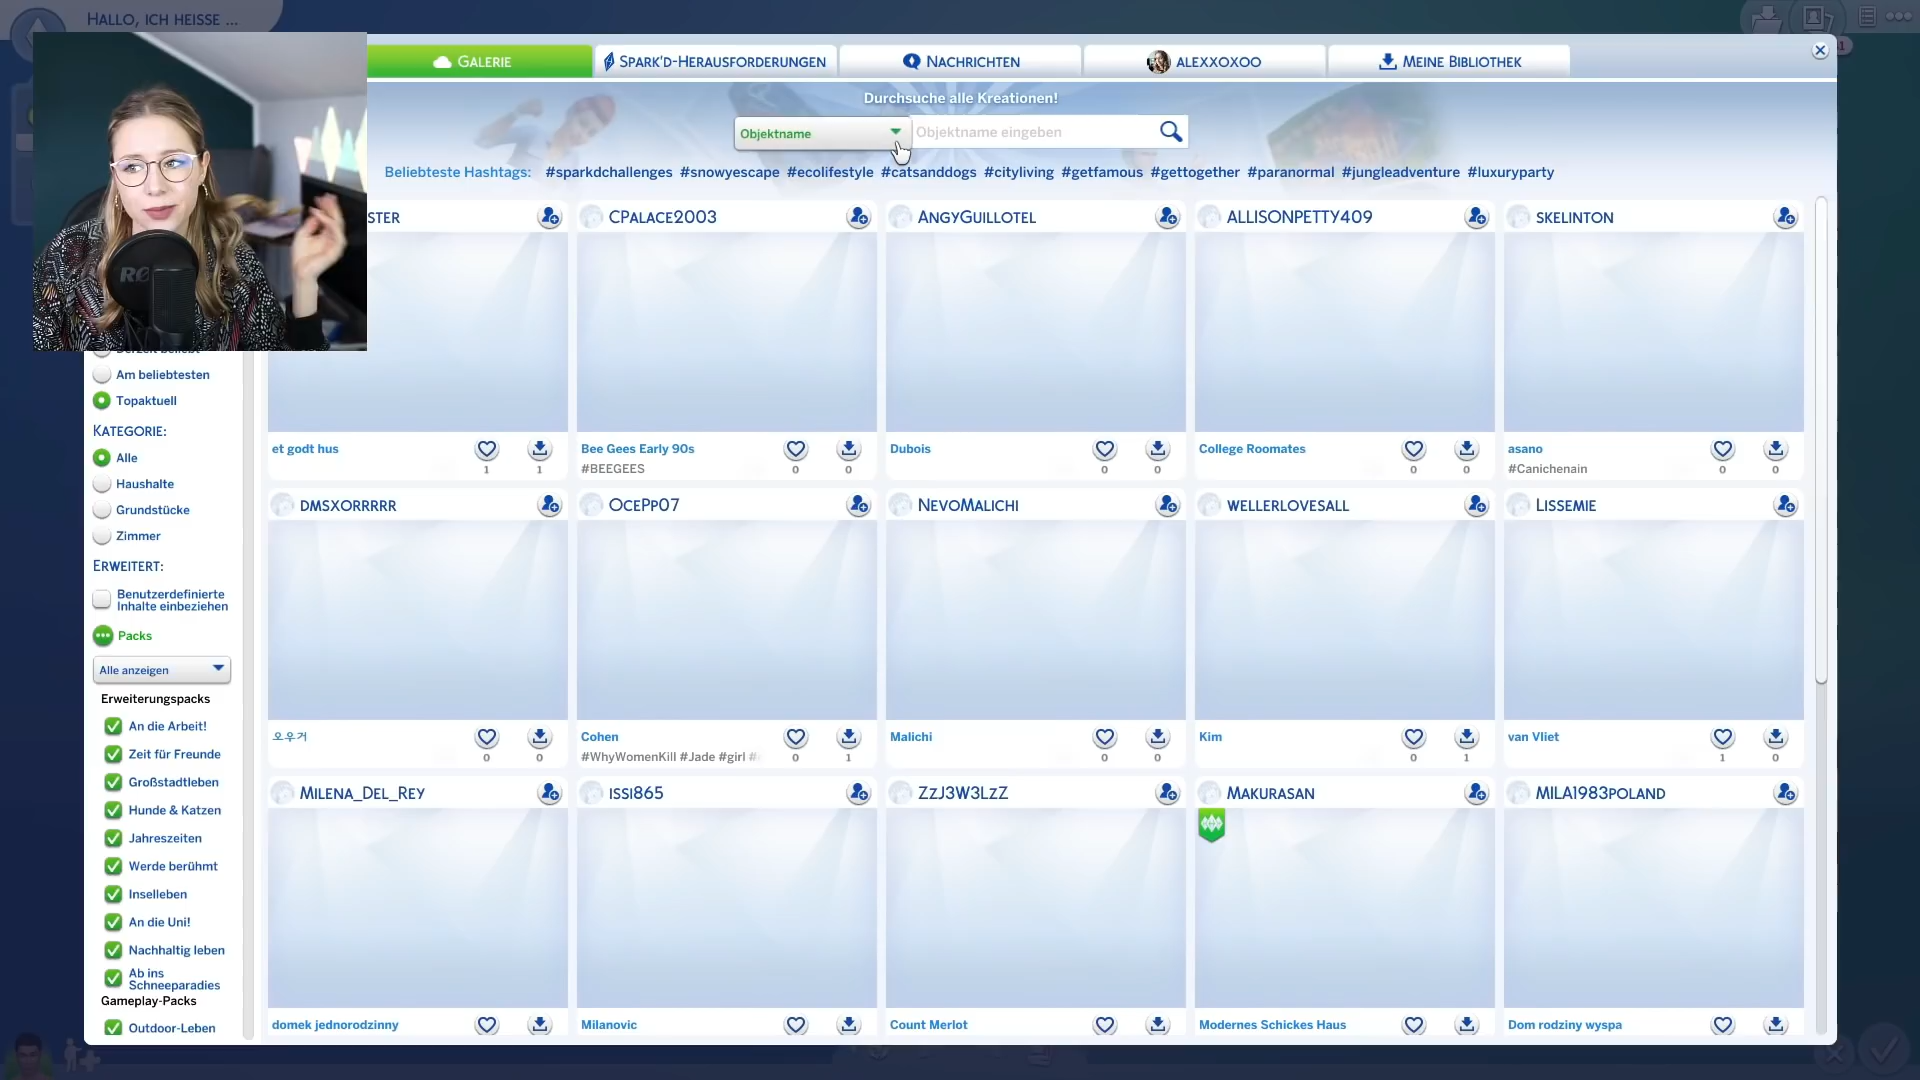 HALLO, ICH HEISSE ...
GALERIE
SPARK'D-HERAUSFORDERUNGEN
NACHRICHTEN
ALEXXOXOO
MEINE BIBLIOTHEK
Durchsuche alle Kreationen!
Objektname
Objektname eingeben
Beliebteste Hashtags: #sparkdchallenges #snowyescape #ecolifestyle #catsanddogs #cityliving #getfamous #gettogether #paranormal #jungleadventure #luxuryparty
STER
CPALACE2003
ANGYGUILLOTEL
ALLISONPETTY409
SKELINTON
RØ
Am beliebtesten
Topaktuell
KATEGORIE:
Alle
Haushalte
Grundstücke
Zimmer
ERWEITERT:
Benutzerdefinierte
Inhalte einbeziehen
Packs
Alle anzeigen
Erweiterungspacks
An die Arbeit!
Zeit für Freunde
Großstadtleben
Hunde & Katzen
Jahreszeiten
Werde berühmt
Inselleben
An die Uni!
Nachhaltig leben
Ab ins
Schneeparadies
Gameplay-Packs
Outdoor-Leben
et godt hus
1 1
Bee Gees Early 90s
#BEEGEES
0 0
Dubois
0 0
College Roomates
0 0
asano
#Canichenain
0 0
DMSXORRRRR
OCEPP07
NEVOMALICHI
WELLERLOVESALL
LISSEMIE
오우거
0 0
Cohen
#WhyWomenKill #Jade #girl #
0 1
Malichi
0 0
Kim
0 1
van Vliet
1 0
MILENA_DEL_REY
ISSI865
ZZJ3W3LZZ
MAKURASAN
MILA1983POLAND
domek jednorodzinny
Milanovic
Count Merlot
Modernes Schickes Haus
Dom rodziny wyspa